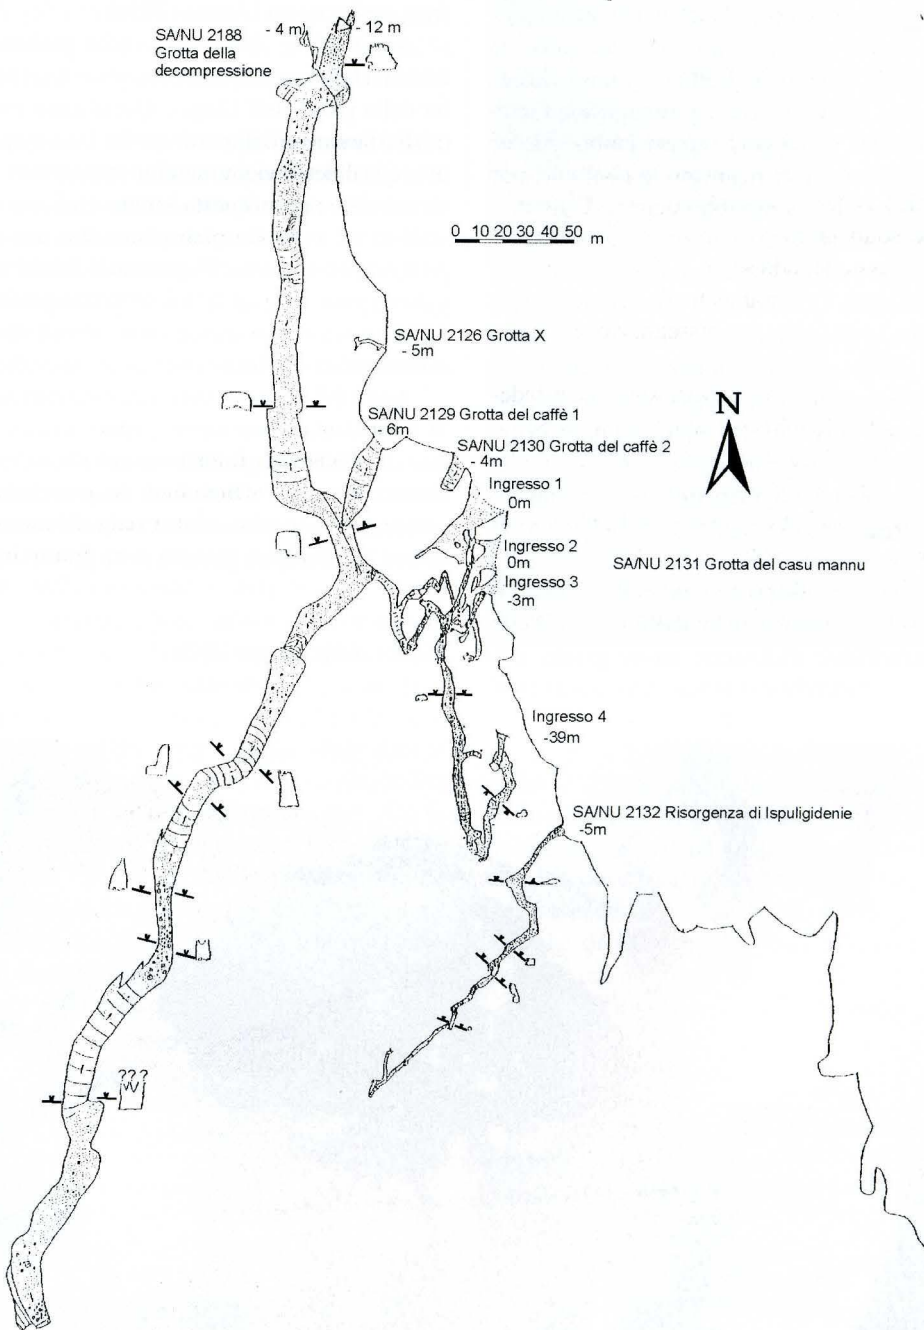 SA/NU 2188
Grotta della
decompressione
- 4 m
- 12 m
0 10 20 30 40 50 m
SA/NU 2126 Grotta X
- 5m
SA/NU 2129 Grotta del caffè 1
- 6m
SA/NU 2130 Grotta del caffè 2
- 4m
N
Ingresso 1
0m
Ingresso 2
0m
Ingresso 3
-3m
SA/NU 2131 Grotta del casu mannu
Ingresso 4
-39m
SA/NU 2132 Risorgenza di Ispuligidenie
-5m
???